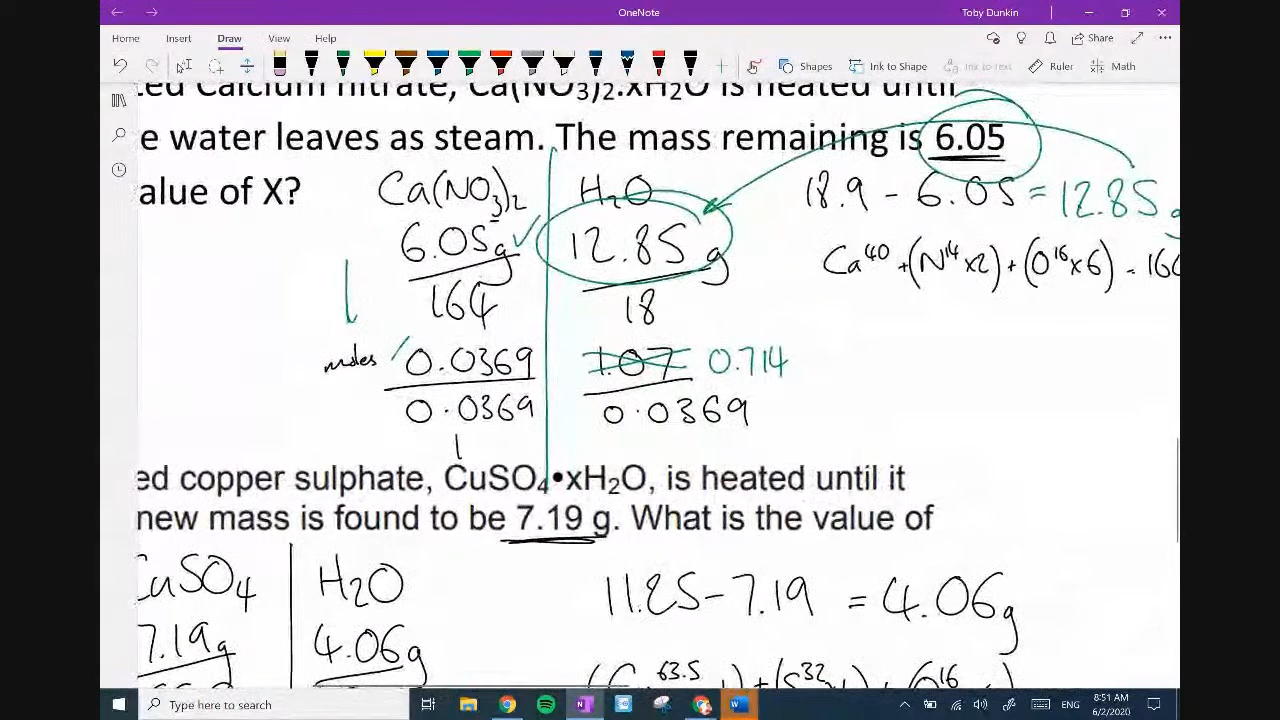 OneNote
Toby Dunkin
Home Insert Draw View Help
Share
Shapes Ink to Shape Ink to Text Ruler Math
ted Calcium nitrate, Ca(NO3)2.xH2O is heated until
e water leaves as steam. The mass remaining is 6.05
alue of X?
Ca(NO3)2 H2O 18.9 - 6.05 = 12.85 g
6.05g 12.85 g Ca40 + (N14 x2) + (O16 x6) = 16
164 18
moles 0.0369 1.07 0.714
0.0369 0.0369
1
ed copper sulphate, CuSO4•xH2O, is heated until it
new mass is found to be 7.19 g. What is the value of
CuSO4 H2O 11.25 - 7.19 = 4.06g
7.19g 4.06g
63.5 + (S32 + O16
Type here to search
8:51 AM
ENG
6/2/2020